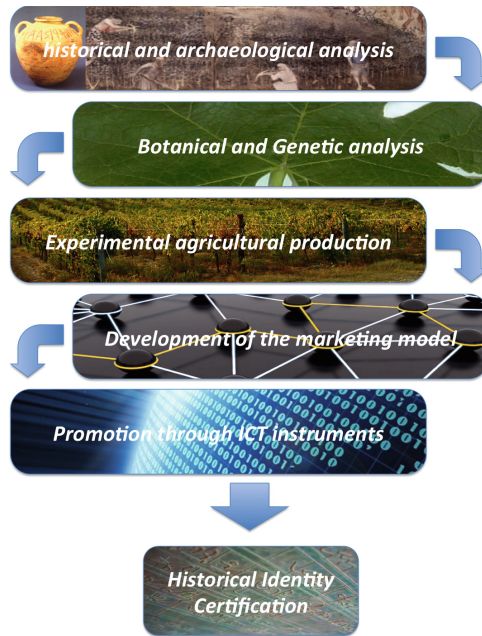 historical and archaeological analysis
Botanical and Genetic analysis
Experimental agricultural production
Development of the marketing model
Promotion through ICT instruments
Historical Identity
Certification